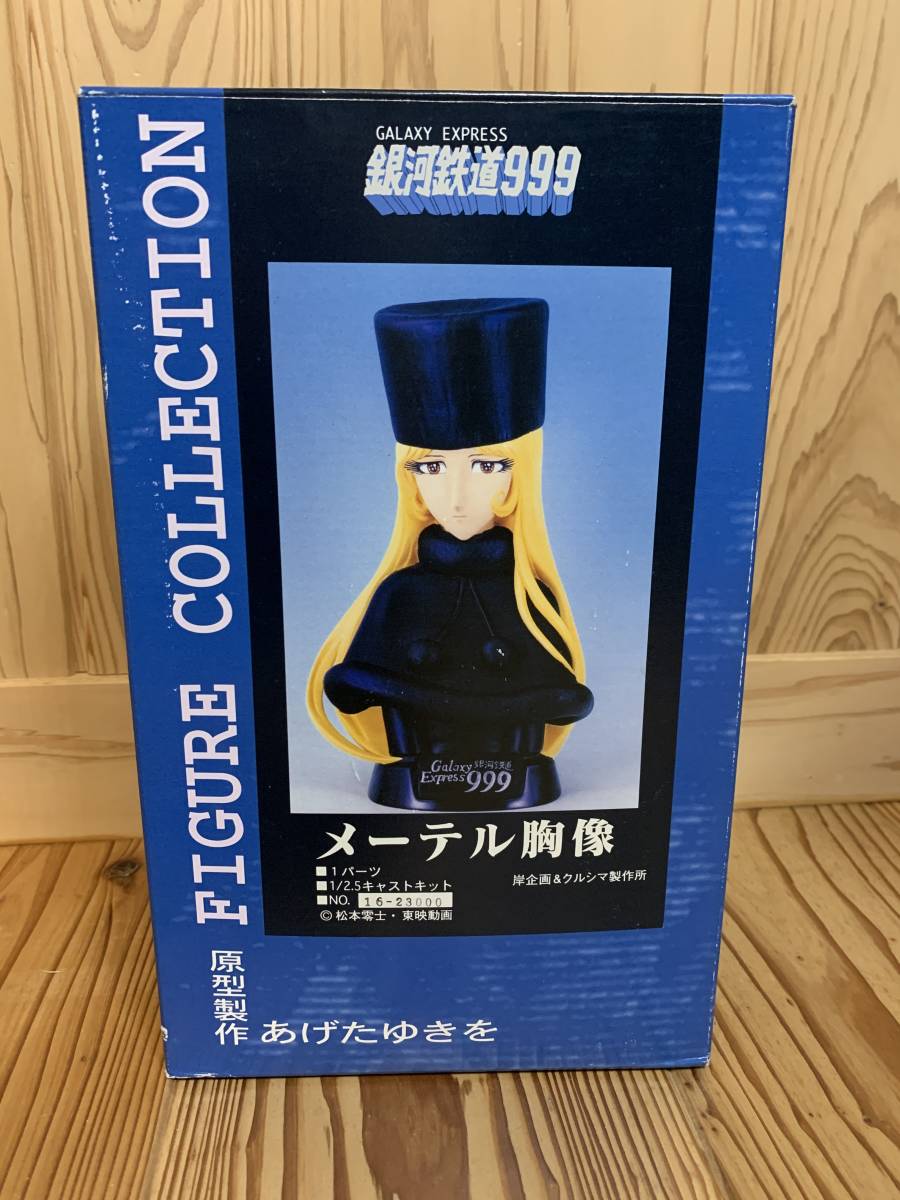 GALAXY EXPRESS
銀河鉄道999
FIGURE COLLECTION
Galaxy 銀河鉄道
Express 999
メーテル胸像
■1パーツ
■1/2.5キャストキット
■NO. 16-23000
©松本零士・東映動画
岸企画&クルシマ製作所
原型製作 あげたゆきを